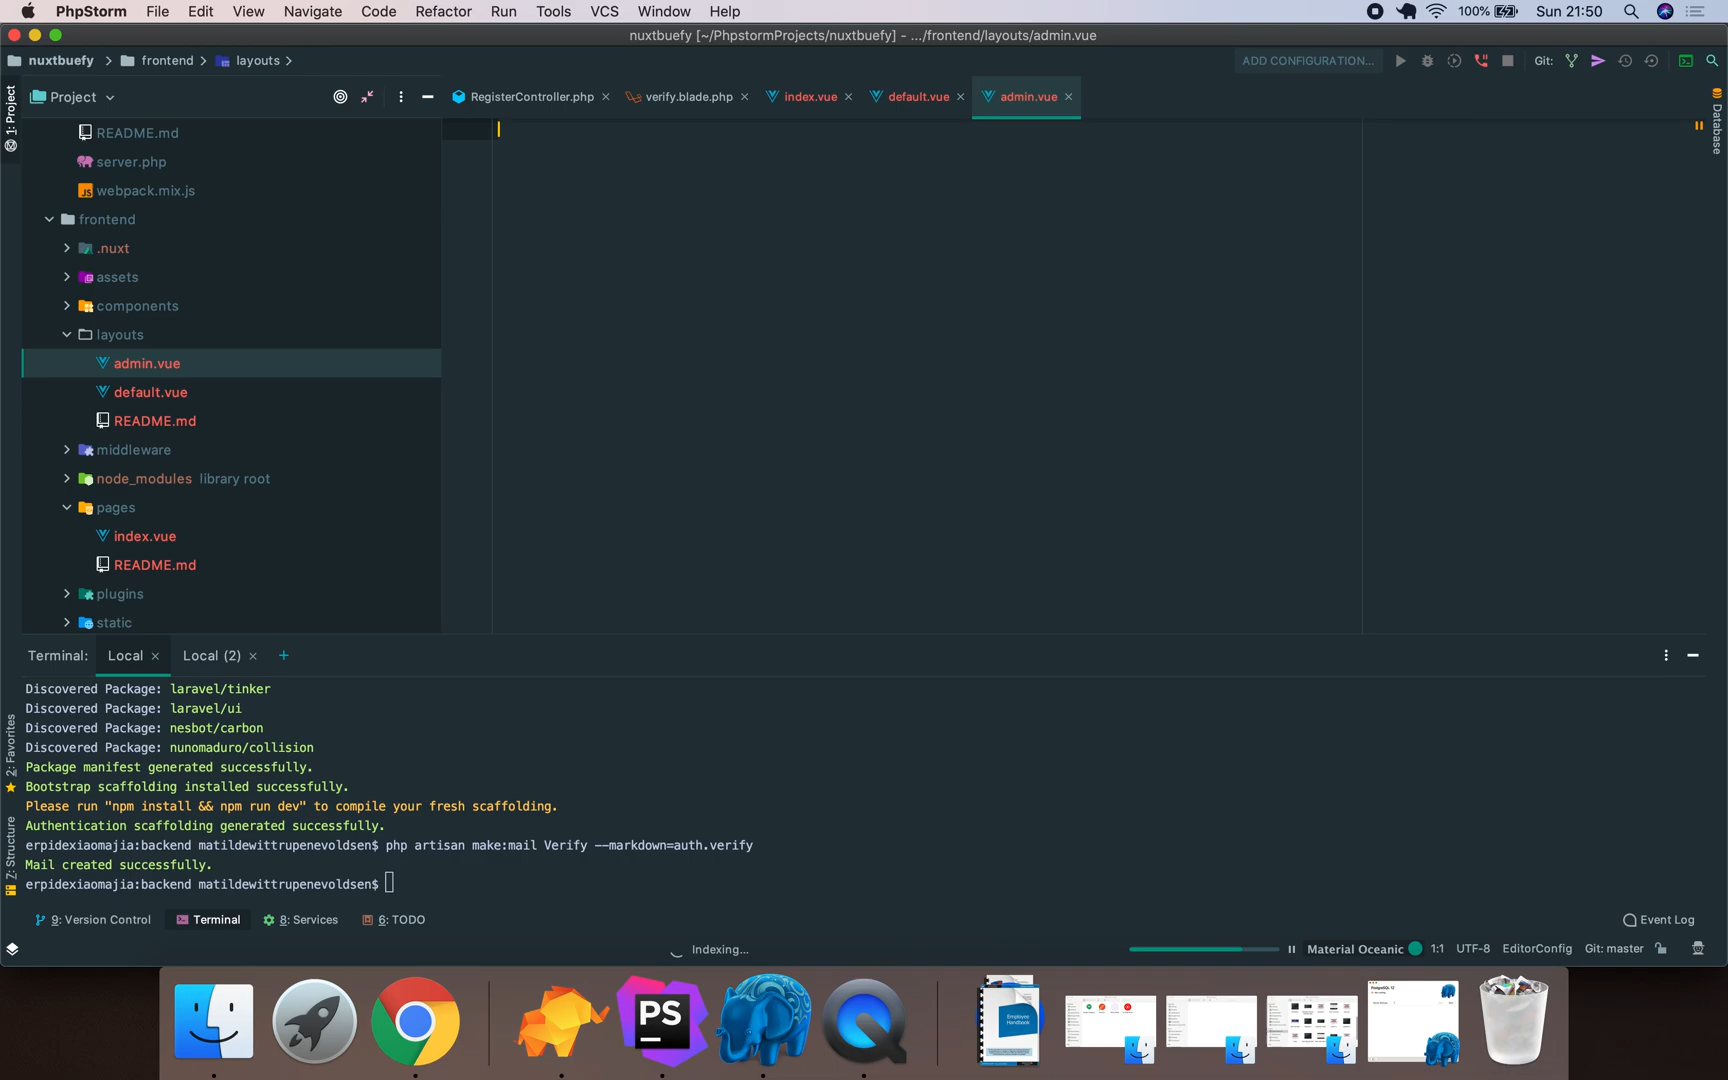 PhpStorm File Edit View Navigate Code Refactor Run Tools VCS Window Help 100% Sun 21:50
nuxtbuefy [~/PhpstormProjects/nuxtbuefy] - .../frontend/layouts/admin.vue
nuxtbuefy frontend layouts ADD CONFIGURATION... Git:
1: Project
Project
RegisterController.php verify.blade.php index.vue default.vue admin.vue
Database
README.md
server.php
JS webpack.mix.js
frontend
.nuxt
assets
components
layouts
admin.vue
default.vue
README.md
middleware
node_modules library root
pages
index.vue
README.md
plugins
static
Terminal: Local Local (2) +
Discovered Package: laravel/tinker
Discovered Package: laravel/ui
Discovered Package: nesbot/carbon
Discovered Package: nunomaduro/collision
Package manifest generated successfully.
Bootstrap scaffolding installed successfully.
Please run "npm install && npm run dev" to compile your fresh scaffolding.
Authentication scaffolding generated successfully.
erpidexiaomajia:backend matildewittrupenevoldsen$ php artisan make:mail Verify --markdown=auth.verify
Mail created successfully.
erpidexiaomajia:backend matildewittrupenevoldsen$
2: Favorites
Z: Structure
9: Version Control Terminal 8: Services 6: TODO Event Log
Indexing... Material Oceanic 1:1 UTF-8 EditorConfig Git: master
PS
Employee
Handbook
PostgreSQL 12